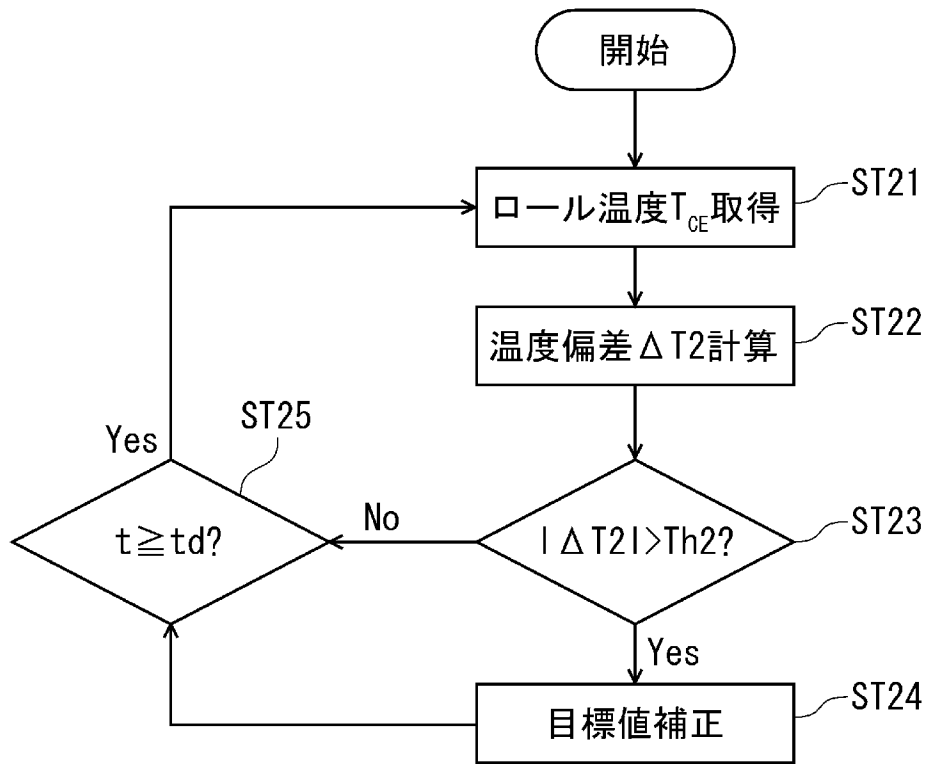 開始
ロール温度TCE取得
ST21
温度偏差ΔT2計算
ST22
|ΔT2|>Th2?
ST23
No
Yes
t≧td?
ST25
Yes
目標値補正
ST24